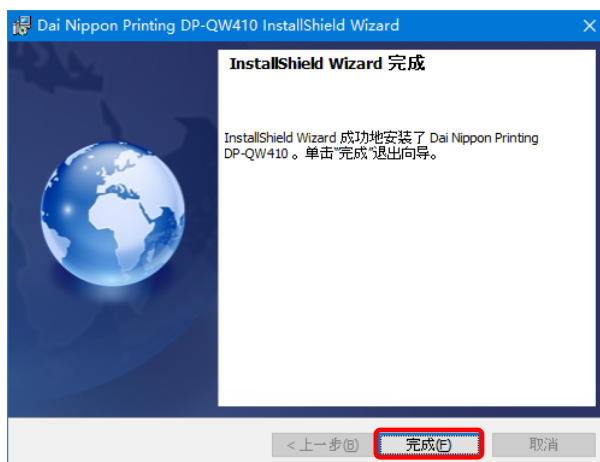 Dai Nippon Printing DP-QW410 InstallShield Wizard
InstallShield Wizard 完成
InstallShield Wizard 成功地安装了 Dai Nippon Printing
DP-QW410 。单击"完成"退出向导。
< 上一步(B)
完成(F)
取消